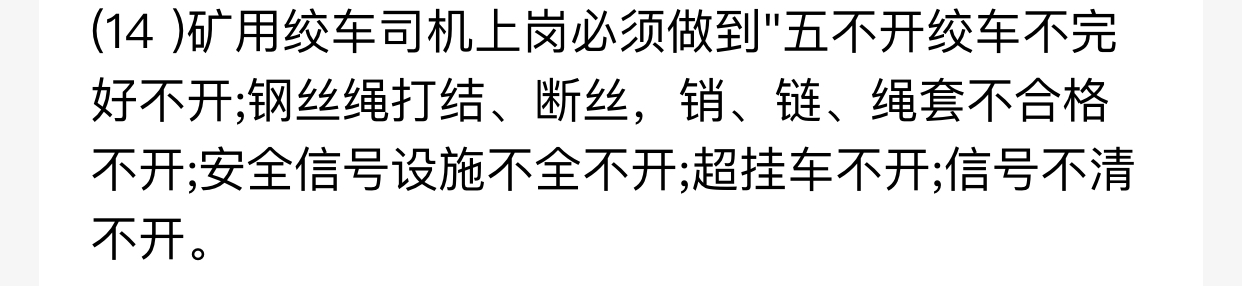 (14 )矿用绞车司机上岗必须做到"五不开绞车不完
好不开;钢丝绳打结、断丝，销、链、绳套不合格
不开;安全信号设施不全不开;超挂车不开;信号不清
不开。